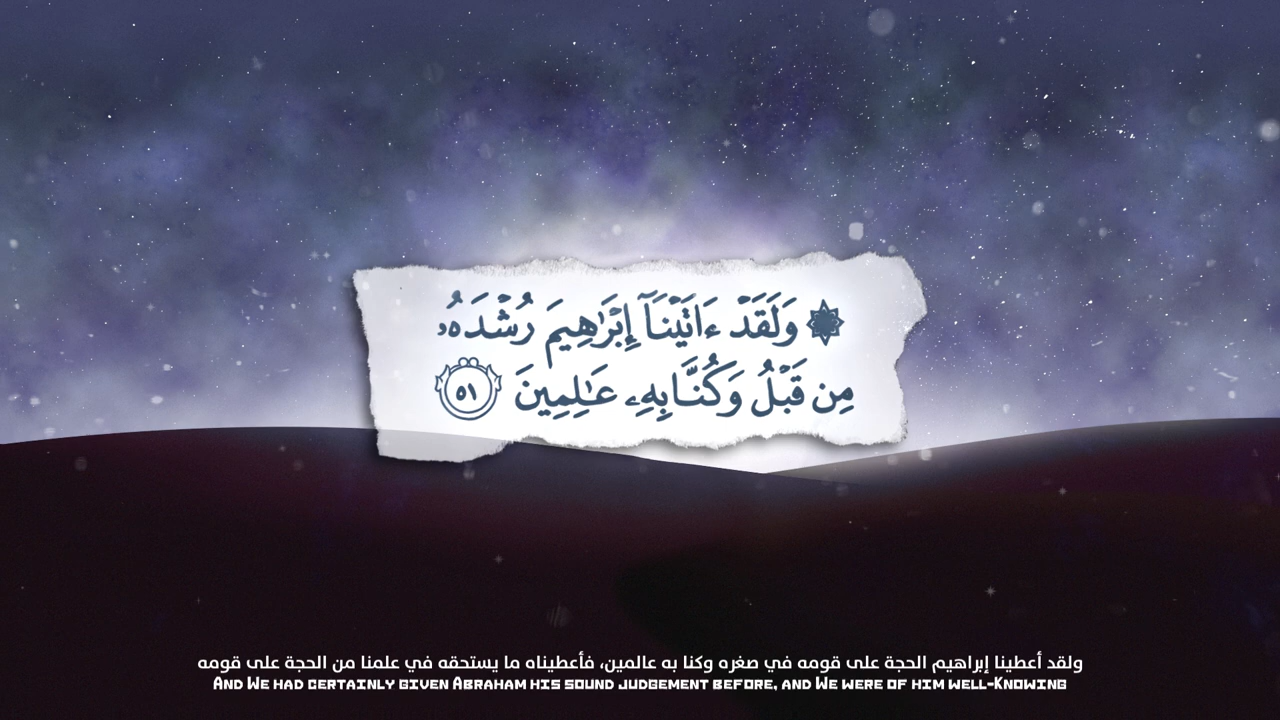 ۞ وَلَقَدْ ءَاتَيْنَآ إِبْرَٰهِيمَ رُشْدَهُۥ
مِن قَبْلُ وَكُنَّا بِهِۦ عَـٰلِمِينَ ٥١
ولقد أعطينا إبراهيم الحجة على قومه في صغره وكنا به عالمين، فأعطيناه ما يستحقه في علمنا من الحجة على قومه
And We had certainly given Abraham his sound judgement before, and We were of him well-Knowing